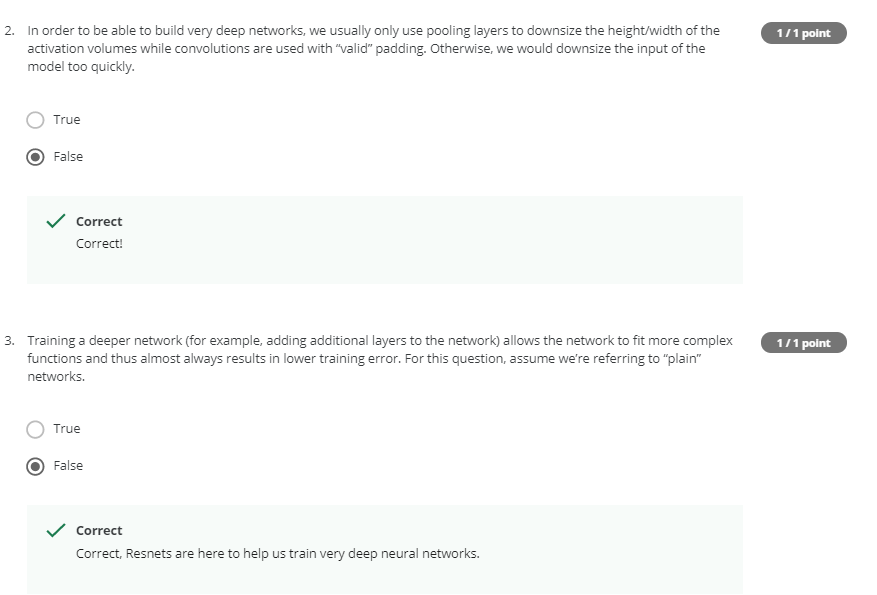 2. In order to be able to build very deep networks, we usually only use pooling layers to downsize the height/width of the
1 / 1 point
activation volumes while convolutions are used with “valid” padding. Otherwise, we would downsize the input of the
model too quickly.
True
False
Correct
Correct!
3. Training a deeper network (for example, adding additional layers to the network) allows the network to fit more complex
1 / 1 point
functions and thus almost always results in lower training error. For this question, assume we’re referring to “plain”
networks.
True
False
Correct
Correct, Resnets are here to help us train very deep neural networks.